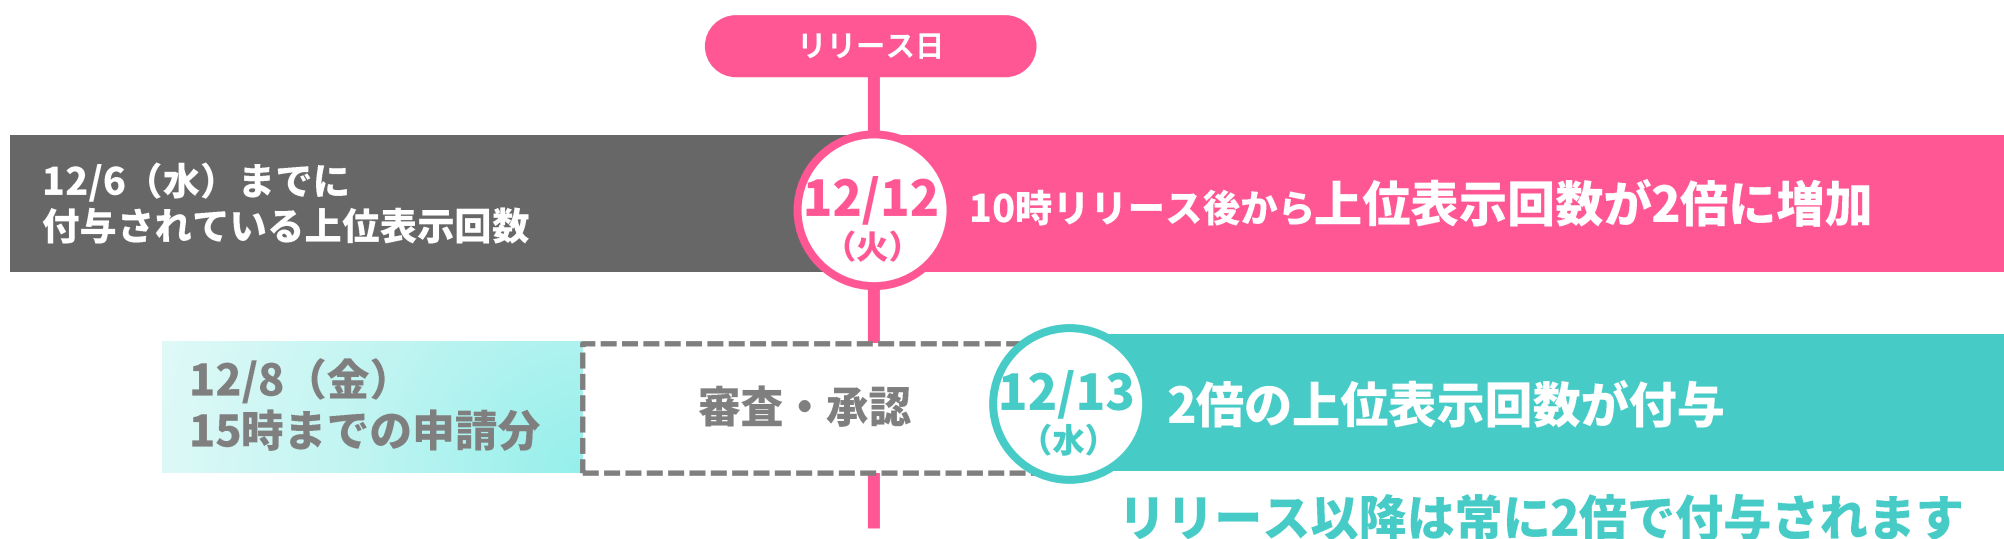 リリース日
12/6（水）までに
付与されている上位表示回数
12/12
（火）
10時リリース後から上位表示回数が2倍に増加
12/8（金）
15時までの申請分
審査・承認
12/13
（水）
2倍の上位表示回数が付与
リリース以降は常に2倍で付与されます